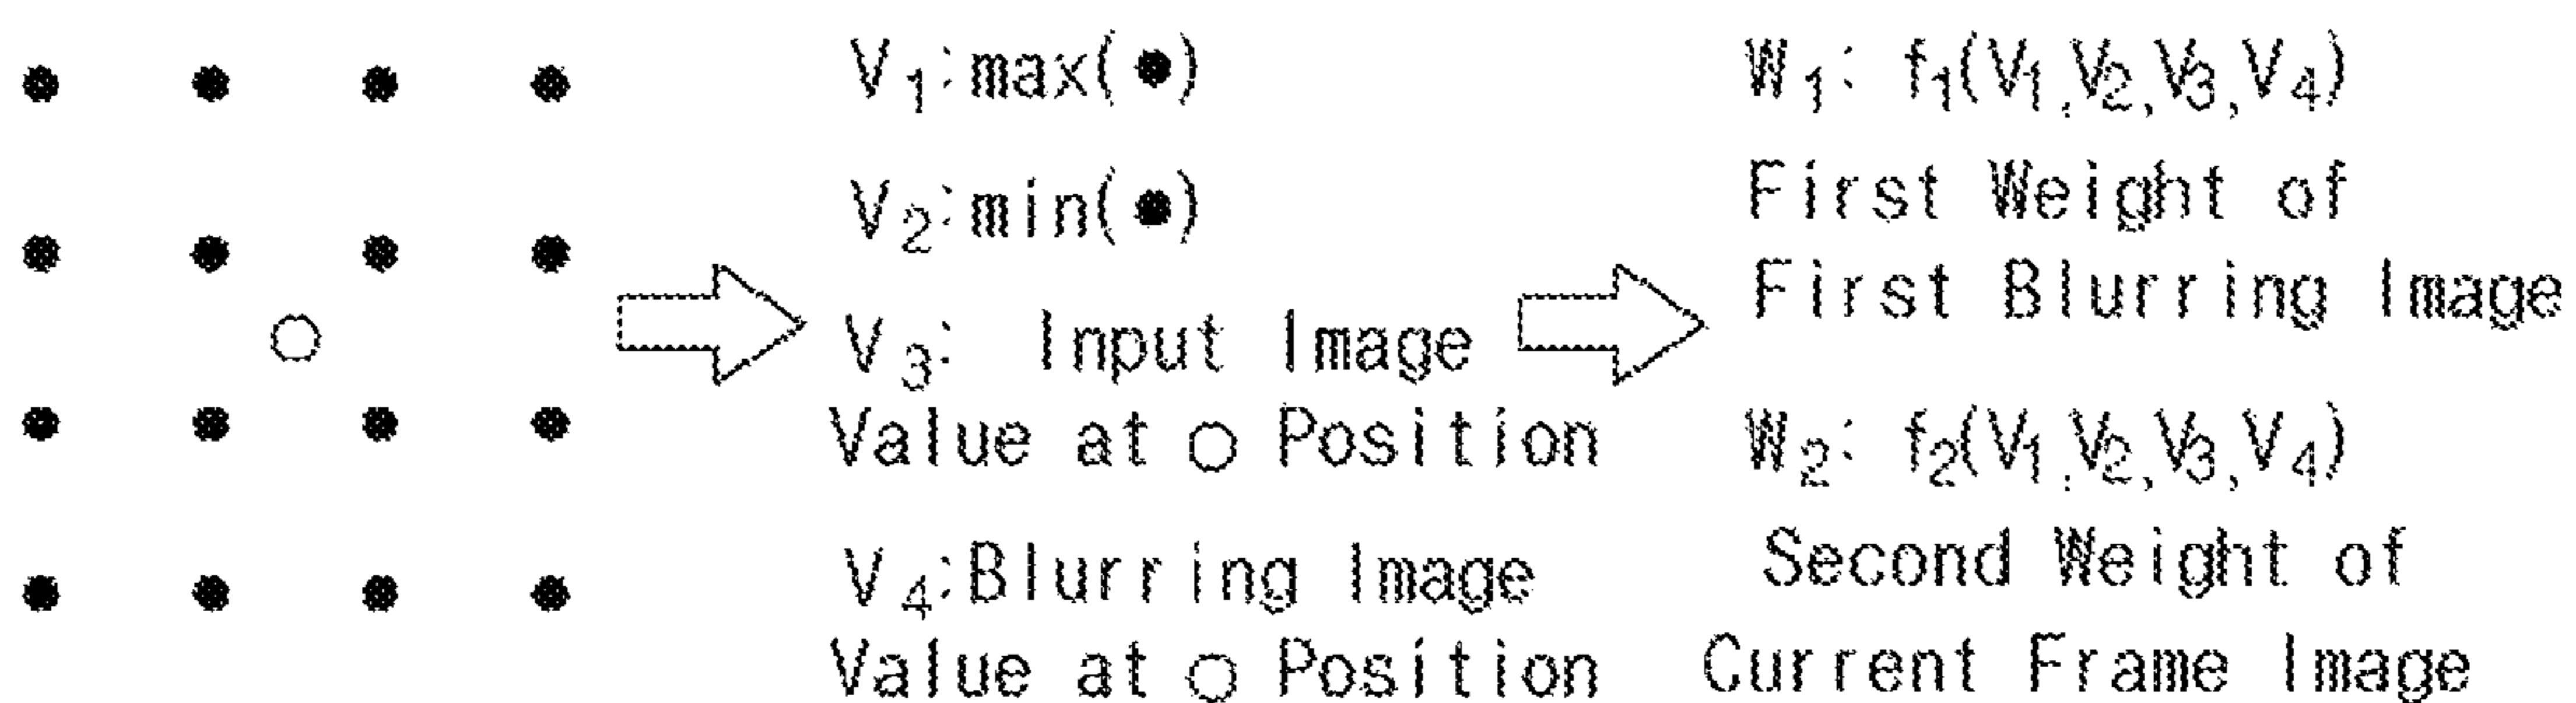 V₁:max(●)
V₂:min(●)
V₃: Input Image
Value at ○ Position
V₄:Blurring Image
Value at ○ Position
W₁: f₁(V₁,V₂,V₃,V₄)
First Weight of
First Blurring Image
W₂: f₂(V₁,V₂,V₃,V₄)
Second Weight of
Current Frame Image